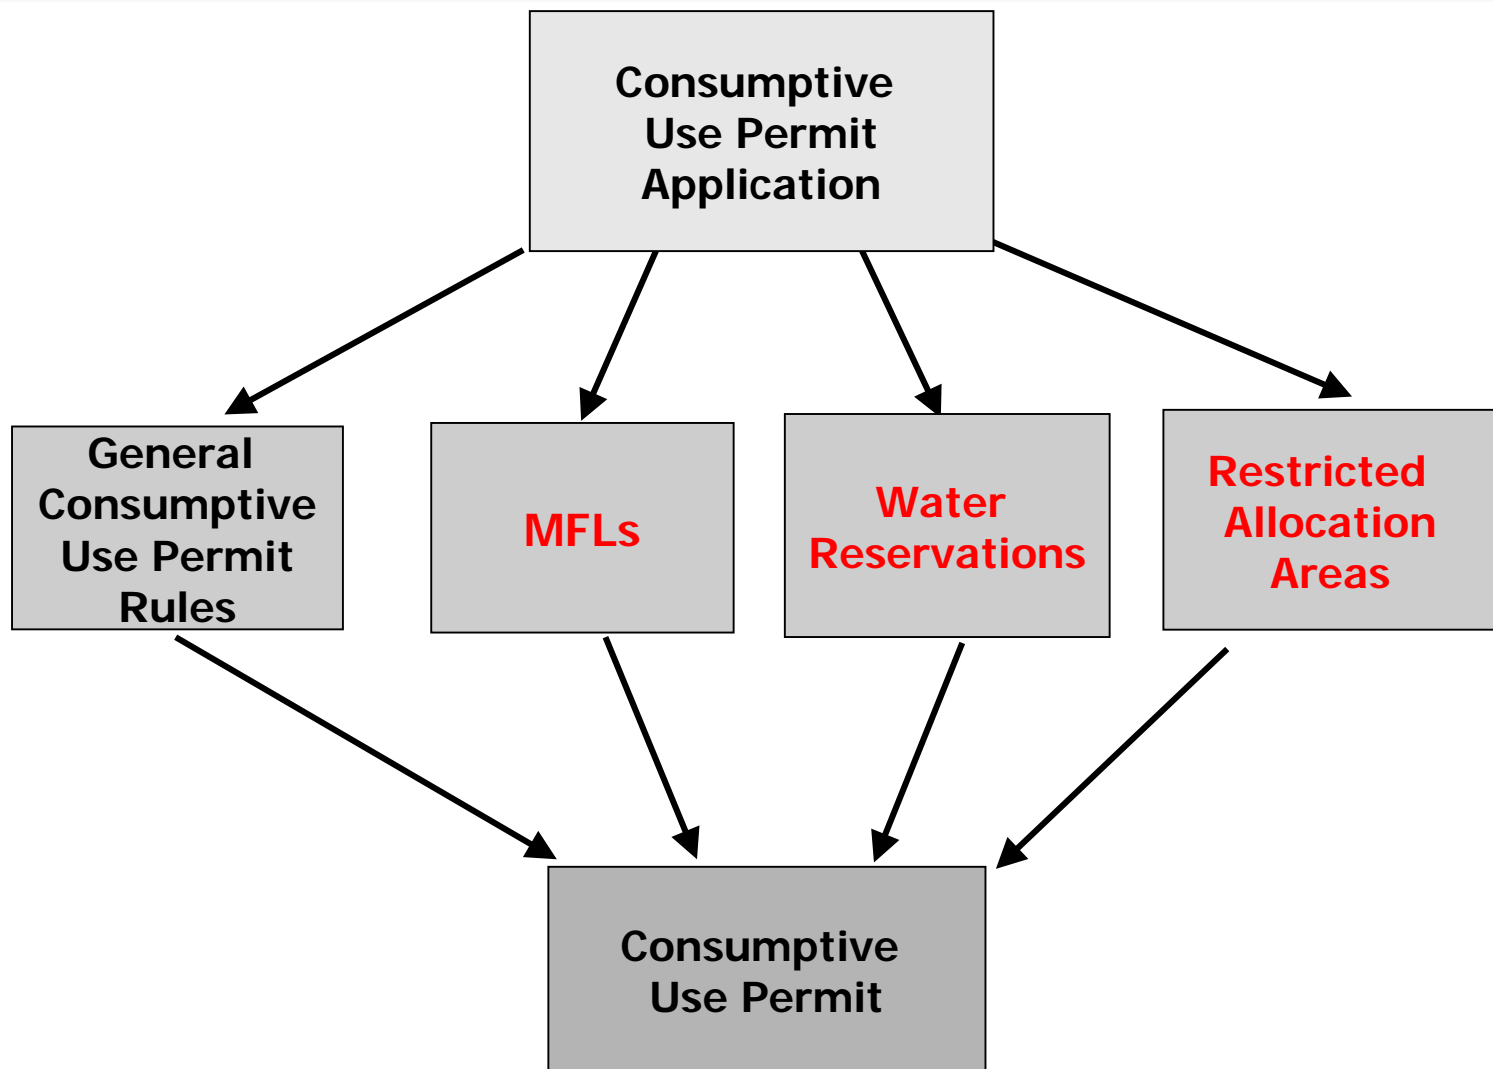 Consumptive
Use Permit
Application
General
Consumptive
Use Permit
Rules
MFLs
Water
Reservations
Restricted
Allocation
Areas
Consumptive
Use Permit